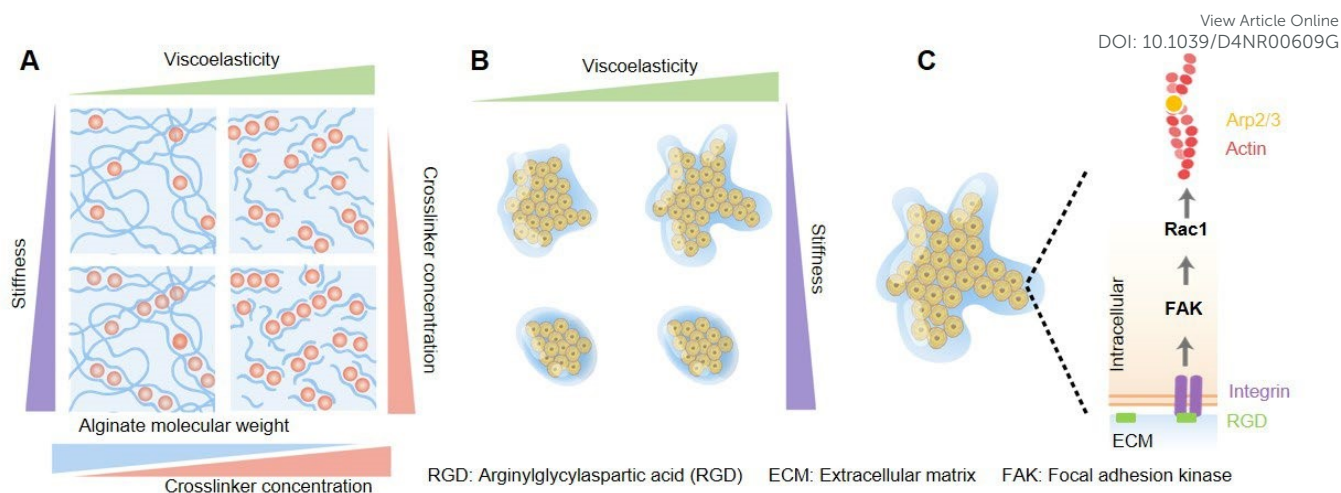 View Article Online
DOI: 10.1039/D4NR00609G
A
Viscoelasticity
Stiffness
Crosslinker concentration
Alginate molecular weight
Crosslinker concentration
B
Viscoelasticity
Stiffness
C
Arp2/3
Actin
Rac1
FAK
Intracellular
Integrin
RGD
ECM
RGD: Arginylglycylaspartic acid (RGD) ECM: Extracellular matrix FAK: Focal adhesion kinase